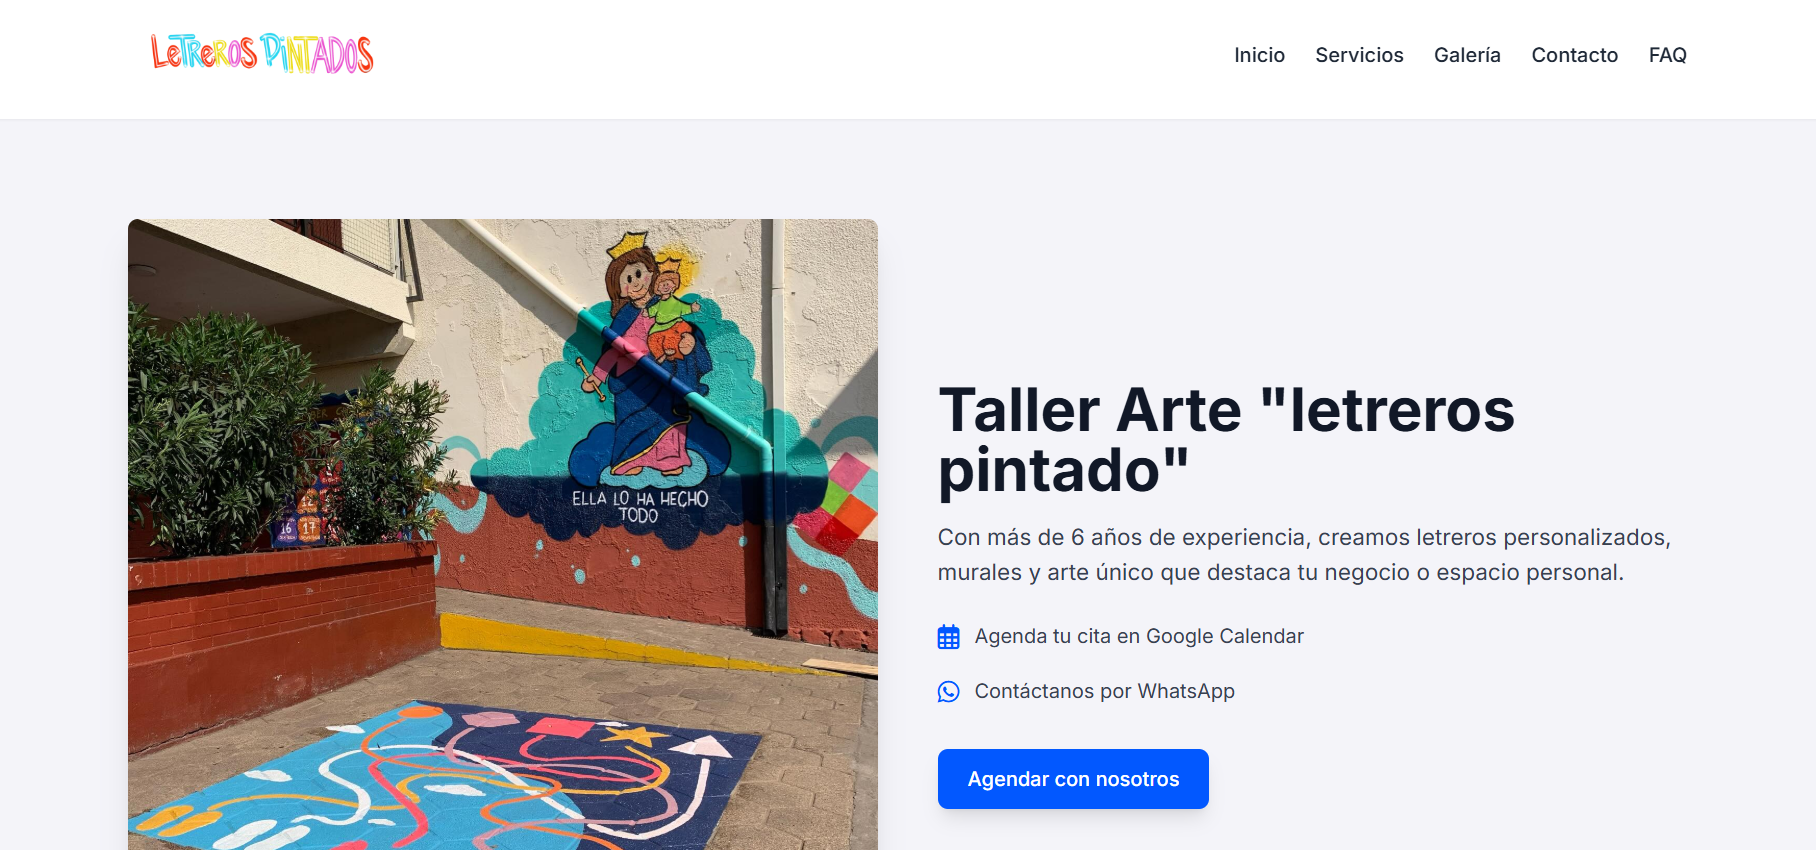 LeTReRoS PiNTADOS
Inicio Servicios Galería Contacto FAQ
ELLA LO HA HECHO
TODO
12
16 17
Taller Arte "letreros
pintado"
Con más de 6 años de experiencia, creamos letreros personalizados,
murales y arte único que destaca tu negocio o espacio personal.
Agenda tu cita en Google Calendar
Contáctanos por WhatsApp
Agendar con nosotros